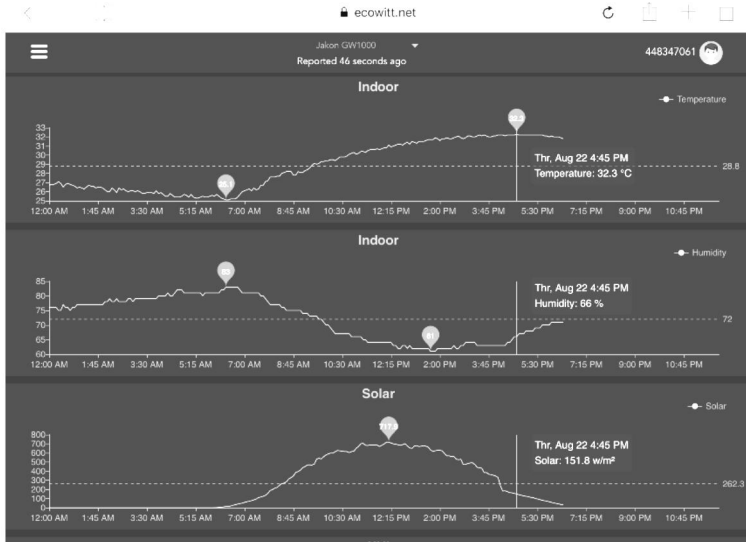 ecowitt.net
Jakon GW1000
Reported 46 seconds ago
448347061
Indoor
Temperature
33
32
31
30
29
28
27
26
25
32.3
25.1
28.8
Thr, Aug 22 4:45 PM
Temperature: 32.3 °C
12:00 AM 1:45 AM 3:30 AM 5:15 AM 7:00 AM 8:45 AM 10:30 AM 12:15 PM 2:00 PM 3:45 PM 5:30 PM 7:15 PM 9:00 PM 10:45 PM
Indoor
Humidity
85
80
75
70
65
60
83
61
72
Thr, Aug 22 4:45 PM
Humidity: 66 %
12:00 AM 1:45 AM 3:30 AM 5:15 AM 7:00 AM 8:45 AM 10:30 AM 12:15 PM 2:00 PM 3:45 PM 5:30 PM 7:15 PM 9:00 PM 10:45 PM
Solar
Solar
800
700
600
500
400
300
200
100
0
262.3
Thr, Aug 22 4:45 PM
Solar: 151.8 w/m²
12:00 AM 1:45 AM 3:30 AM 5:15 AM 7:00 AM 8:45 AM 10:30 AM 12:15 PM 2:00 PM 3:45 PM 5:30 PM 7:15 PM 9:00 PM 10:45 PM